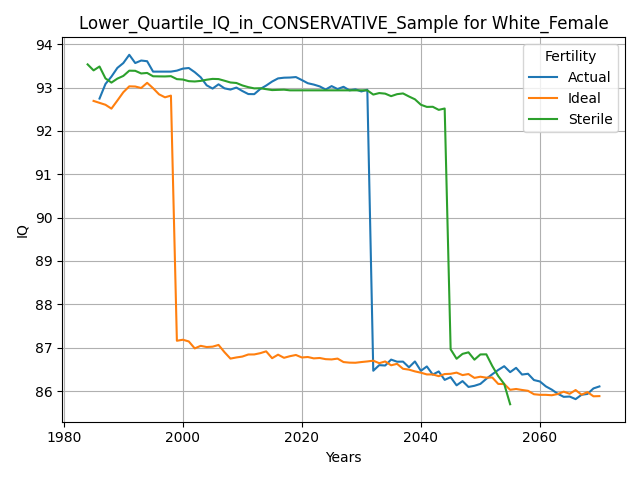 Lower_Quartile_IQ_in_CONSERVATIVE_Sample for White_Female
94
93
92
91
90
89
88
87
86
IQ
Fertility
Actual
Ideal
Sterile
1980
2000
2020
2040
2060
Years